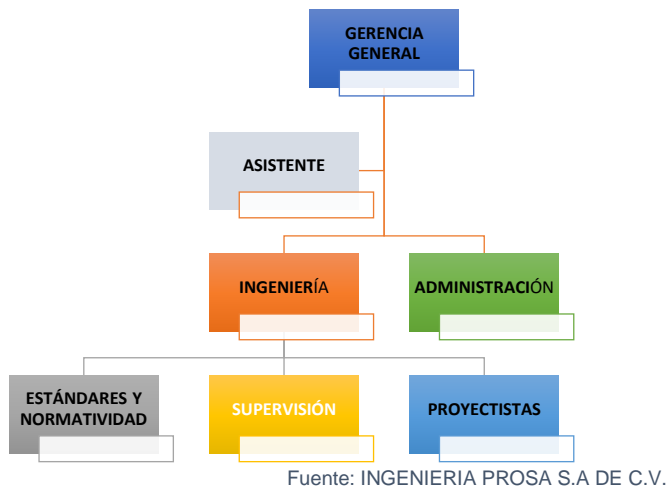 GERENCIA
GENERAL
ASISTENTE
INGENIERÍA
ADMINISTRACIÓN
ESTÁNDARES Y
NORMATIVIDAD
SUPERVISIÓN
PROYECTISTAS
Fuente: INGENIERIA PROSA S.A DE C.V.